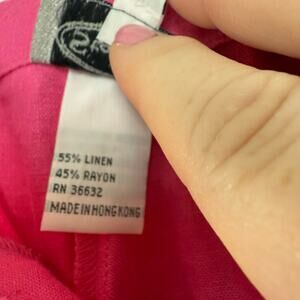 55% LINEN
45% RAYON
RN 36632
MADE IN HONG KONG